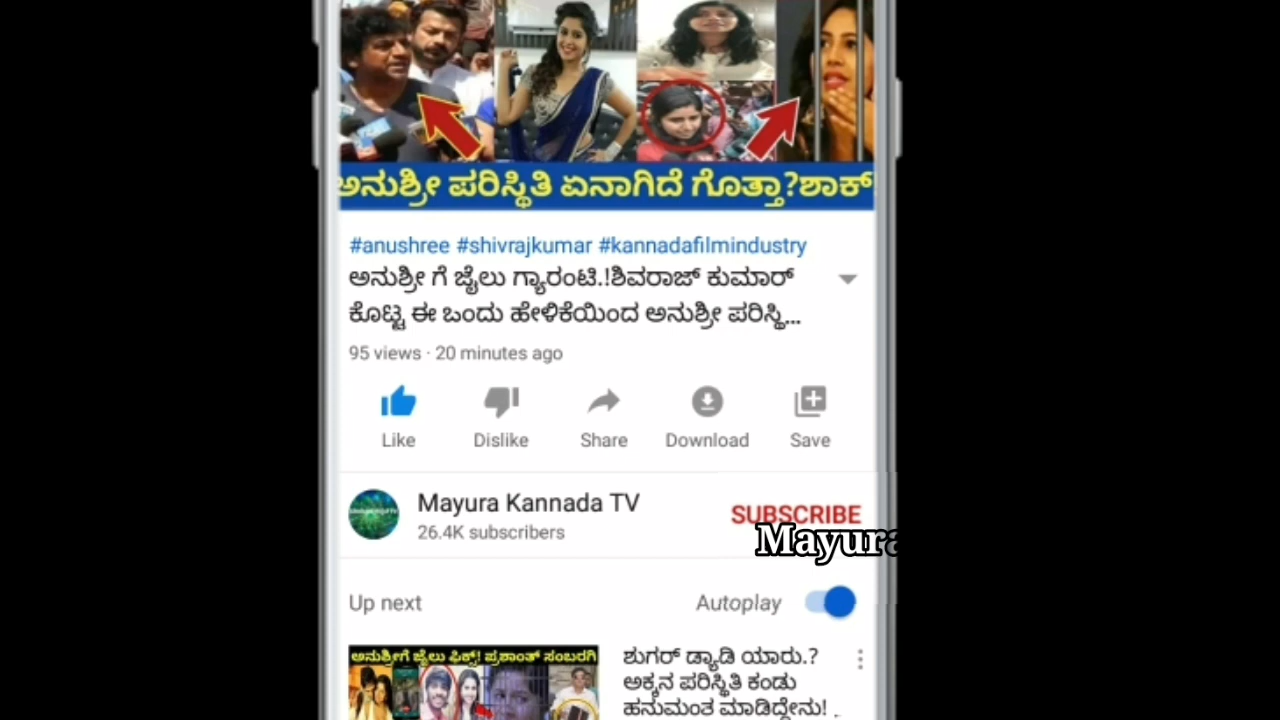 ಅನುಶ್ರೀ ಪರಿಸ್ಥಿತಿ ಏನಾಗಿದೆ ಗೊತ್ತಾ?ಶಾಕ್
#anushree #shivrajkumar #kannadafilmindustry
ಅನುಶ್ರೀ ಗೆ ಜೈಲು ಗ್ಯಾರಂಟಿ.!ಶಿವರಾಜ್ ಕುಮಾರ್
ಕೊಟ್ಟ ಈ ಒಂದು ಹೇಳಿಕೆಯಿಂದ ಅನುಶ್ರೀ ಪರಿಸ್ಥಿ...
95 views · 20 minutes ago
Like Dislike Share Download Save
Mayura Kannada TV
26.4K subscribers
SUBSCRIBE
Mayura
Up next Autoplay
ಅನುಶ್ರೀಗೆ ಜೈಲು ಫಿಕ್ಸ್! ಪ್ರಶಾಂತ್ ಸಂಬರಗಿ
ಶುಗರ್ ಡ್ಯಾಡಿ ಯಾರು.?
ಅಕ್ಕನ ಪರಿಸ್ಥಿತಿ ಕಂಡು
ಹನುಮಂತ ಮಾಡಿದ್ದೇನು!